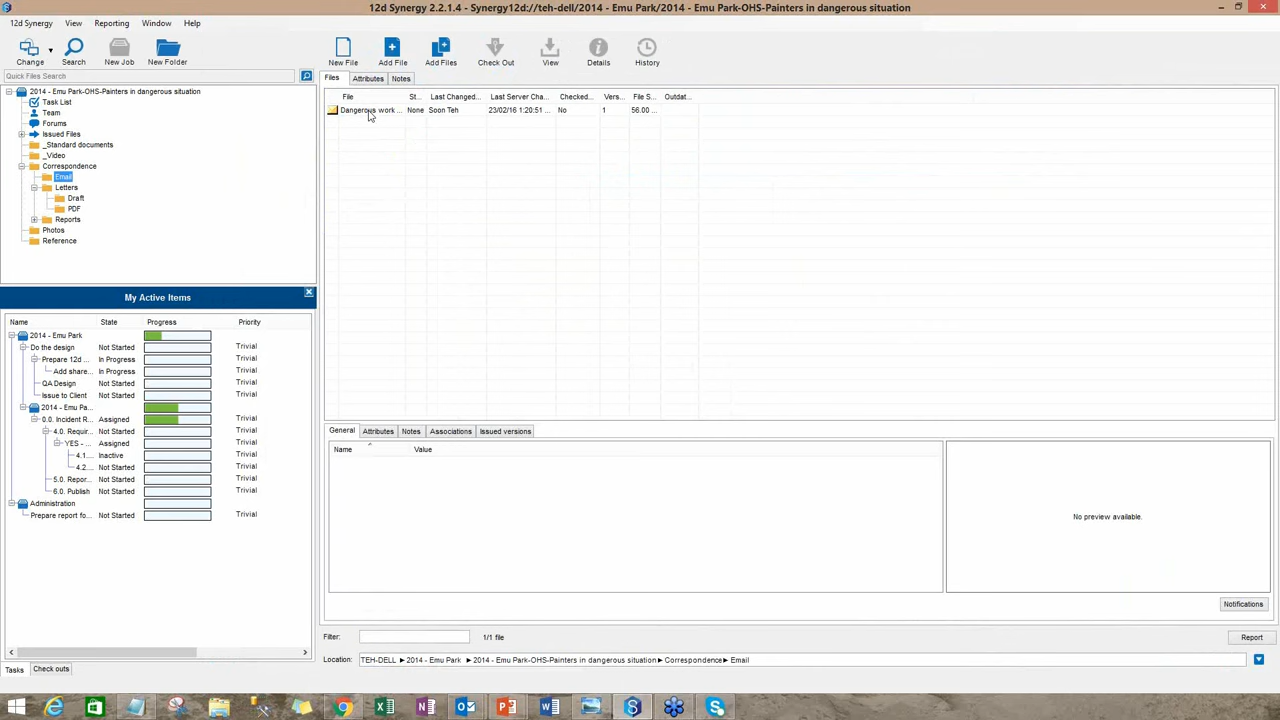 12d Synergy 2.2.1.4 - Synergy12d://teh-dell/2014 - Emu Park/2014 - Emu Park-OHS-Painters in dangerous situation
12d Synergy View Reporting Window Help
Change Search New Job New Folder New File Add File Add Files Check Out View Details History
Quick Files Search
Files Attributes Notes
2014 - Emu Park-OHS-Painters in dangerous situation
Task List
Team
Forums
Issued Files
_Standard documents
_Video
Correspondence
Email
Letters
Draft
PDF
Reports
Photos
Reference
File St... Last Changed... Last Server Cha... Checked... Vers... File S... Outdat...
Dangerous work ... None Soon Teh 23/02/16 1:20:51 ... No 1 56.00 ...
My Active Items
Name State Progress Priority
2014 - Emu Park
Do the design Not Started Trivial
Prepare 12d ... In Progress Trivial
Add share... In Progress Trivial
QA Design Not Started Trivial
Issue to Client Not Started Trivial
2014 - Emu Pa... Trivial
0.0. Incident R... Assigned Trivial
4.0. Requir... Not Started Trivial
YES - ... Assigned Trivial
4.1.... Inactive Trivial
4.2.... Not Started Trivial
5.0. Repor... Not Started Trivial
6.0. Publish Not Started Trivial
Administration Trivial
Prepare report fo... Not Started Trivial
Tasks Check outs
General Attributes Notes Associations Issued versions
Name Value
No preview available.
Notifications
Filter: 1/1 file Report
Location: TEH-DELL ▶ 2014 - Emu Park ▶ 2014 - Emu Park-OHS-Painters in dangerous situation ▶ Correspondence ▶ Email